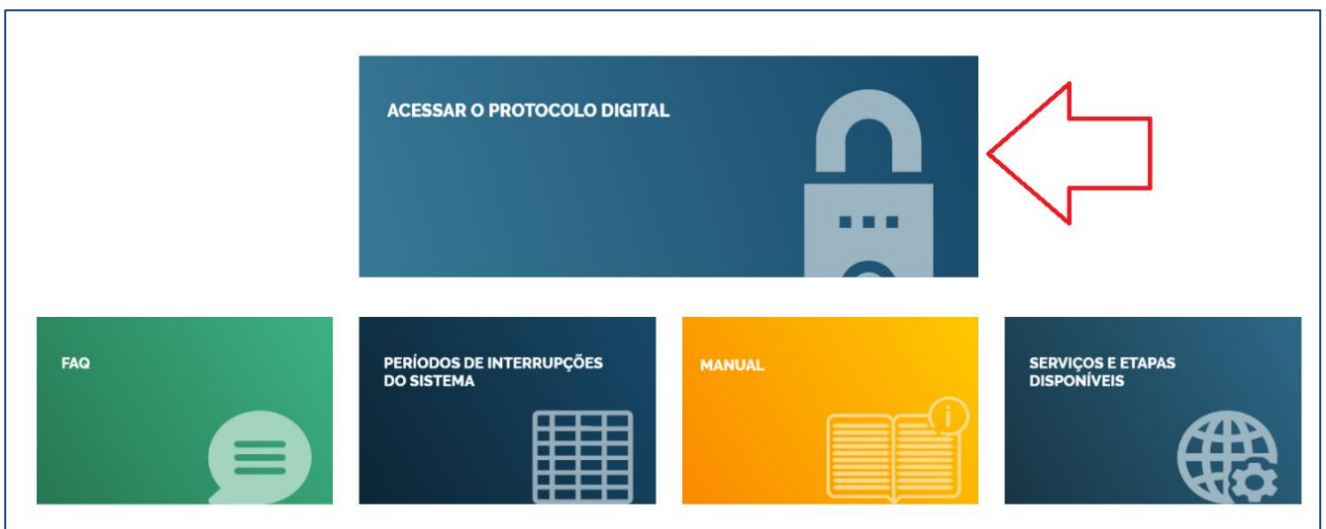 ACESSAR O PROTOCOLO DIGITAL
FAQ
PERÍODOS DE INTERRUPÇÕES
DO SISTEMA
MANUAL
SERVIÇOS E ETAPAS
DISPONÍVEIS